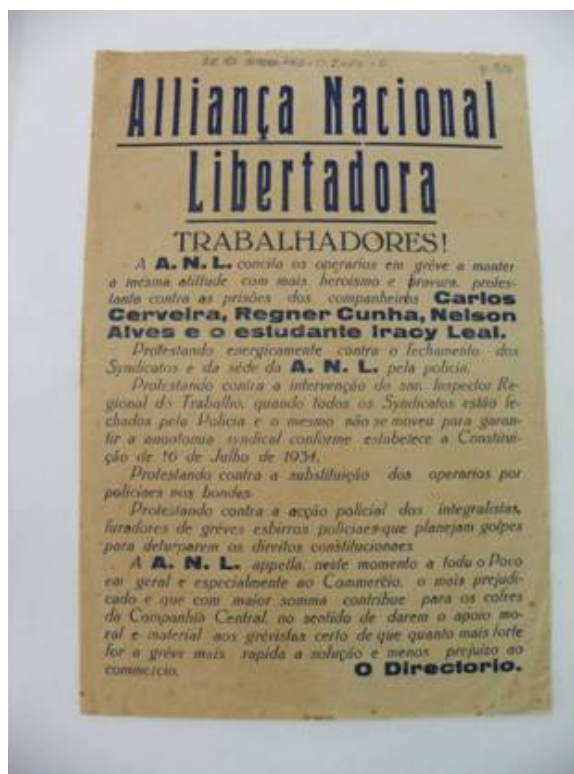 Alliança Nacional
Libertadora
TRABALHADORES!
A A. N. L. concita os operarios em gréve a manter
a mesma attitude com mais heroismo e bravura, protes-
tanto contra as prisões dos companheiros Carlos
Cerveira, Regner Cunha, Nelson
Alves e o estudante Iracy Leal.
Protestando energicamente contra o fechamento dos
Syndicatos e da séde da A. N. L. pela policia.
Protestando contra a intervenção do snr. Inspector Re-
gional do Trabalho, quando todos os Syndicatos estão fe-
chados pela Policia e o mesmo não se moveu para garan-
tir a syndical conforme estabelece a Constitui-
ção de 16 de Julho de 1934.
Protestando contra a substituição dos operarios por
policiaes nos bondes.
Protestando contra a acção policial dos integralistas,
furadores de gréves esbirros policiaes que planejam golpes
para deturparem os direitos constitucionaes
A A. N. L. appella, neste momento a todo o Povo
em geral e especialmente ao Commercio, o mais prejudi-
cado e que com maior somma contribue para os cofres
da Companhia Central, no sentido de darem o apoio mo-
ral e material aos grévistas certo de que quanto mais forte
for a gréve mais rapida a solução e menos prejuizo ao
commercio. O Directorio.